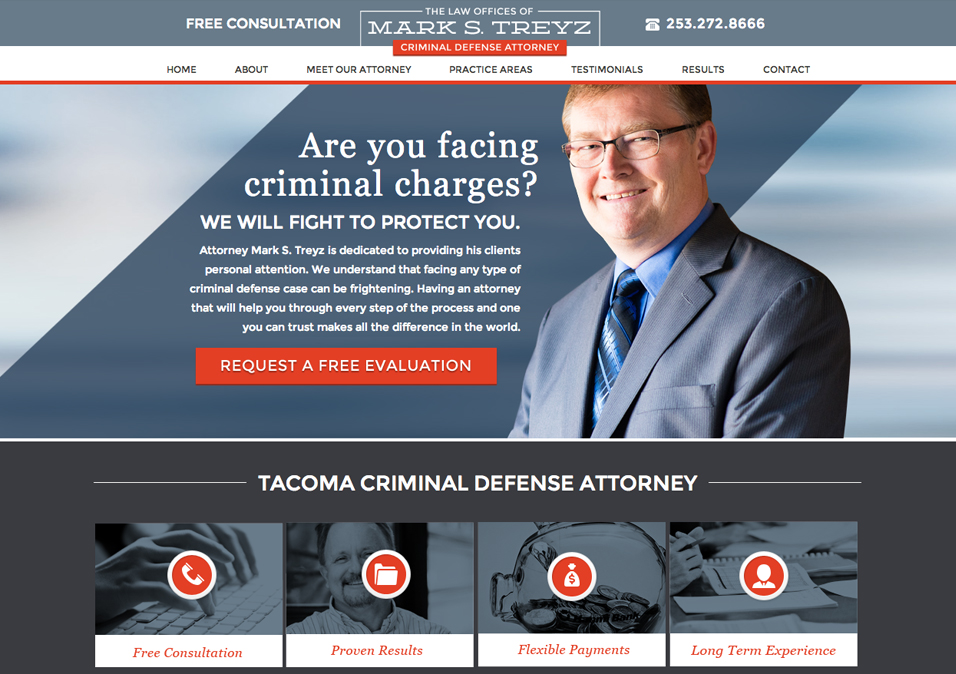 FREE CONSULTATION
THE LAW OFFICES OF
MARK S. TREYZ
CRIMINAL DEFENSE ATTORNEY
253.272.8666
HOME ABOUT MEET OUR ATTORNEY PRACTICE AREAS TESTIMONIALS RESULTS CONTACT
Are you facing
criminal charges?
WE WILL FIGHT TO PROTECT YOU.
Attorney Mark S. Treyz is dedicated to providing his clients
personal attention. We understand that facing any type of
criminal defense case can be frightening. Having an attorney
that will help you through every step of the process and one
you can trust makes all the difference in the world.
REQUEST A FREE EVALUATION
TACOMA CRIMINAL DEFENSE ATTORNEY
$
Free Consultation
Proven Results
Flexible Payments
Long Term Experience